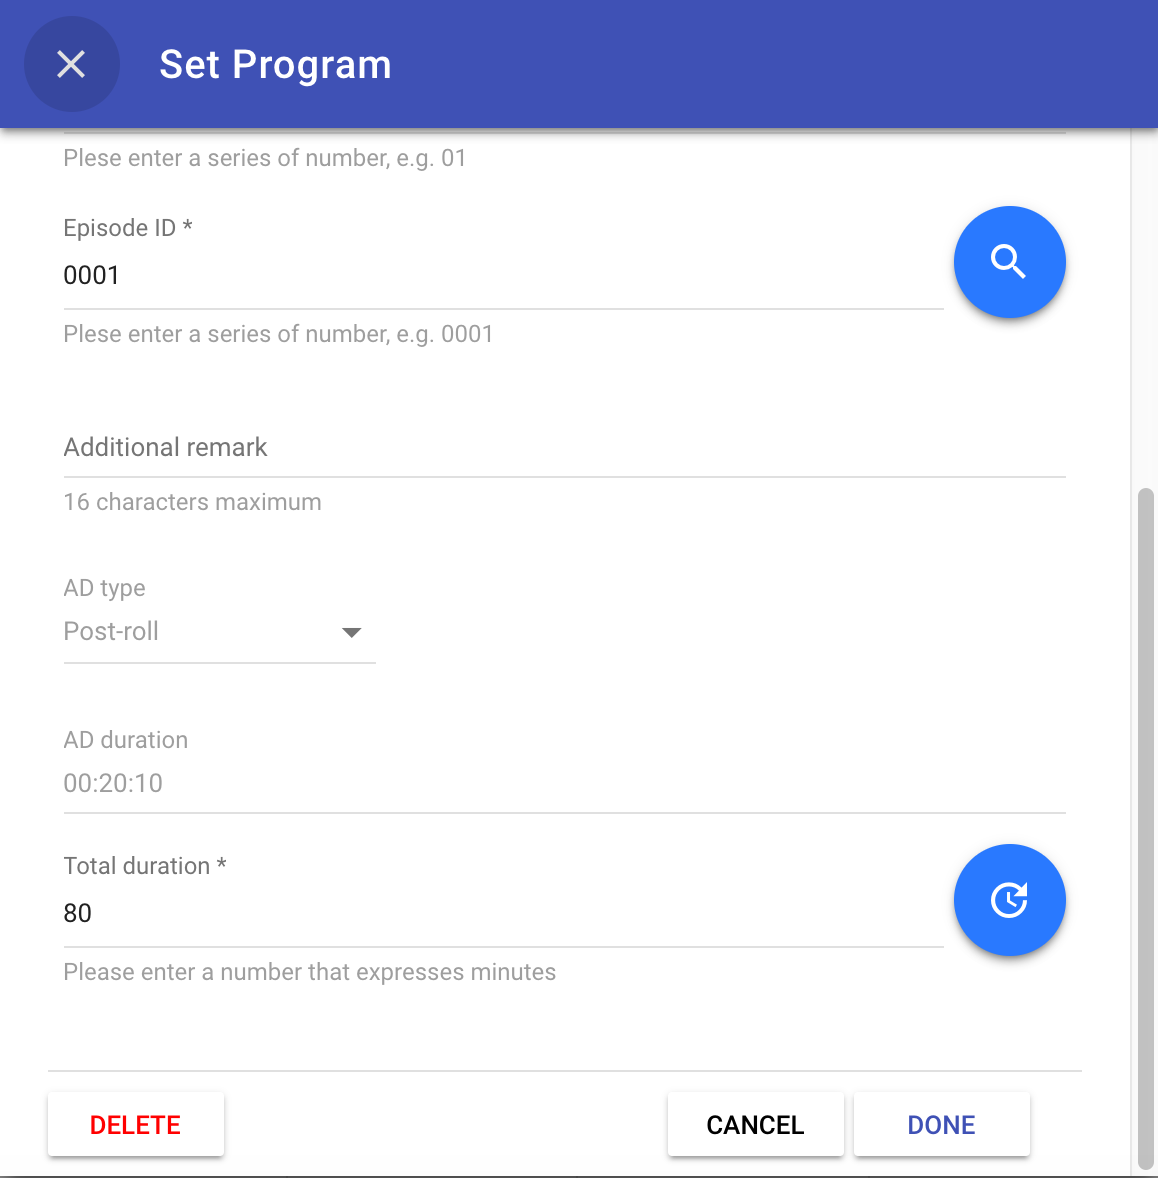 Set Program
Plese enter a series of number, e.g. 01
Episode ID *
0001
Plese enter a series of number, e.g. 0001
Additional remark
16 characters maximum
AD type
Post-roll
AD duration
00:20:10
Total duration *
80
Please enter a number that expresses minutes
DELETE
CANCEL
DONE